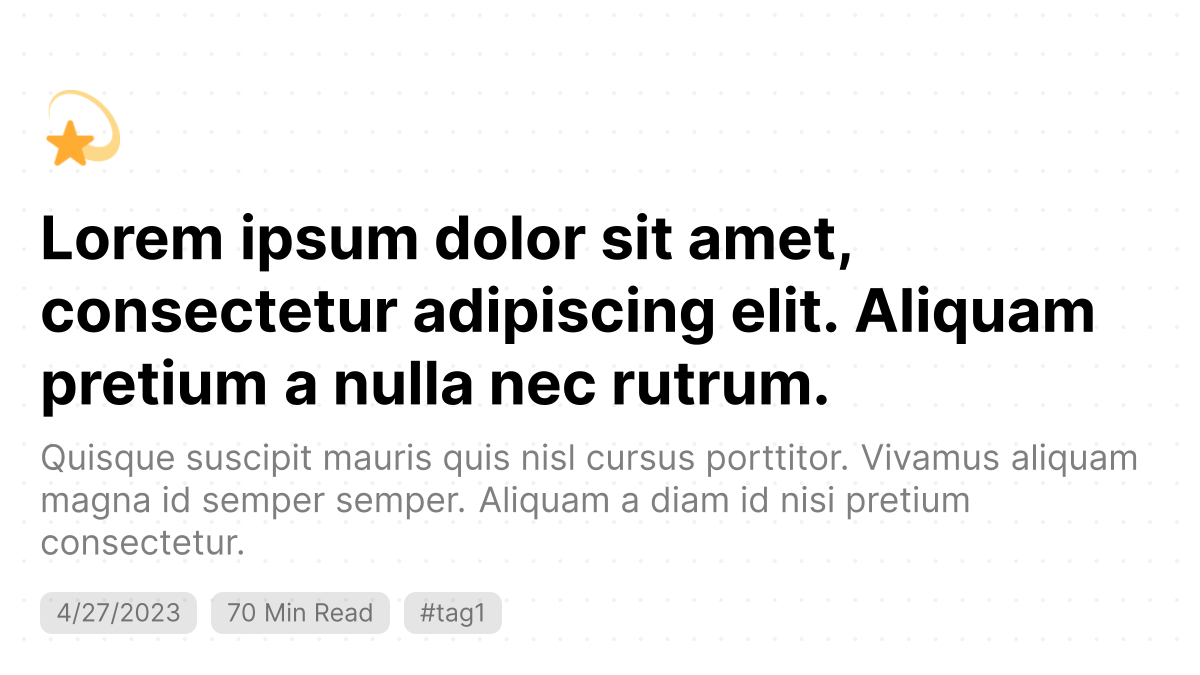 Lorem ipsum dolor sit amet,
consectetur adipiscing elit. Aliquam
pretium a nulla nec rutrum.
Quisque suscipit mauris quis nisl cursus porttitor. Vivamus aliquam
magna id semper semper. Aliquam a diam id nisi pretium
consectetur.
4/27/2023 70 Min Read #tag1